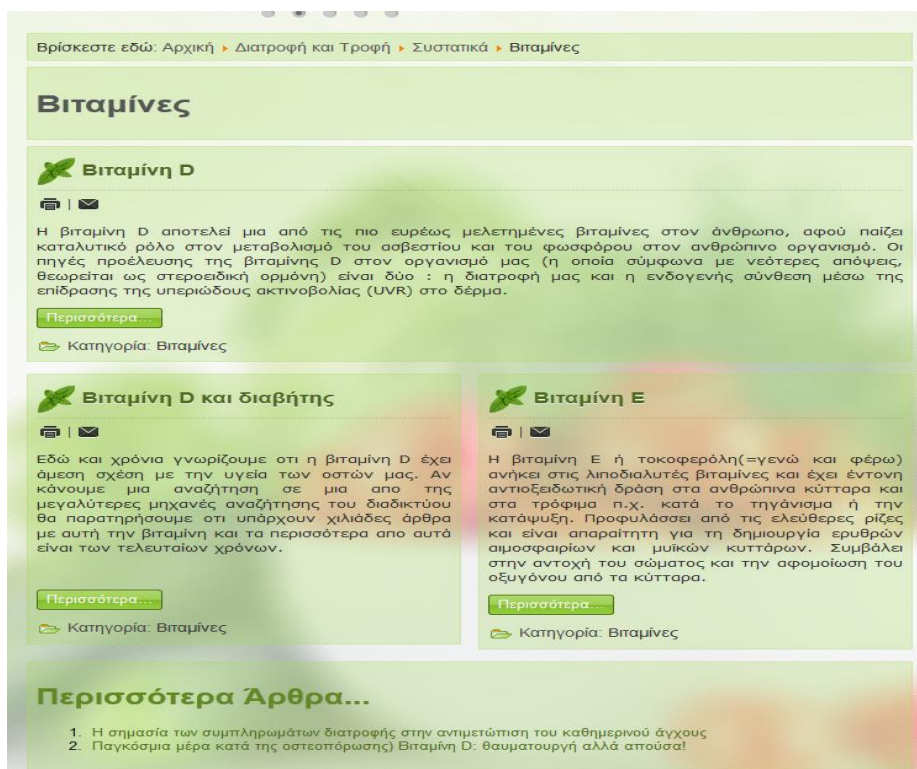 Βρίσκεστε εδώ: Αρχική ▸ Διατροφή και Τροφή ▸ Συστατικά ▸ Βιταμίνες
Βιταμίνες
Βιταμίνη D
|
Η βιταμίνη D αποτελεί μια από τις πιο ευρέως μελετημένες βιταμίνες στον άνθρωπο, αφού παίζει
καταλυτικό ρόλο στον μεταβολισμό του ασβεστίου και του φωσφόρου στον ανθρώπινο οργανισμό. Οι
πηγές προέλευσης της βιταμίνης D στον οργανισμό μας (η οποία σύμφωνα με νεότερες απόψεις,
θεωρείται ως στεροειδική ορμόνη) είναι δύο : η διατροφή μας και η ενδογενής σύνθεση μέσω της
επίδρασης της υπεριώδους ακτινοβολίας (UVR) στο δέρμα.
Περισσότερα...
Κατηγορία: Βιταμίνες
Βιταμίνη D και διαβήτης
|
Εδώ και χρόνια γνωρίζουμε οτι η βιταμίνη D έχει
άμεση σχέση με την υγεία των οστών μας. Αν
κάνουμε μια αναζήτηση σε μια απο της
μεγαλύτερες μηχανές αναζήτησης του διαδικτύου
θα παρατηρήσουμε οτι υπάρχουν χιλιάδες άρθρα
με αυτή την βιταμίνη και τα περισσότερα απο αυτά
είναι των τελευταίων χρόνων.
Περισσότερα...
Κατηγορία: Βιταμίνες
Βιταμίνη Ε
|
Η βιταμίνη Ε ή τοκοφερόλη(=γενώ και φέρω)
ανήκει στις λιποδιαλυτές βιταμίνες και έχει έντονη
αντιοξειδωτική δράση στα ανθρώπινα κύτταρα και
στα τρόφιμα π.χ. κατά το τηγάνισμα ή την
κατάψυξη. Προφυλάσσει από τις ελεύθερες ρίζες
και είναι απαραίτητη για τη δημιουργία ερυθρών
αιμοσφαιρίων και μυϊκών κυττάρων. Συμβάλει
στην αντοχή του σώματος και την αφομοίωση του
οξυγόνου από τα κύτταρα.
Περισσότερα...
Κατηγορία: Βιταμίνες
Περισσότερα Άρθρα...
1. Η σημασία των συμπληρωμάτων διατροφής στην αντιμετώπιση του καθημερινού άγχους
2. Παγκόσμια μέρα κατά της οστεοπόρωσης) Βιταμίνη D: θαυματουργή αλλά απούσα!